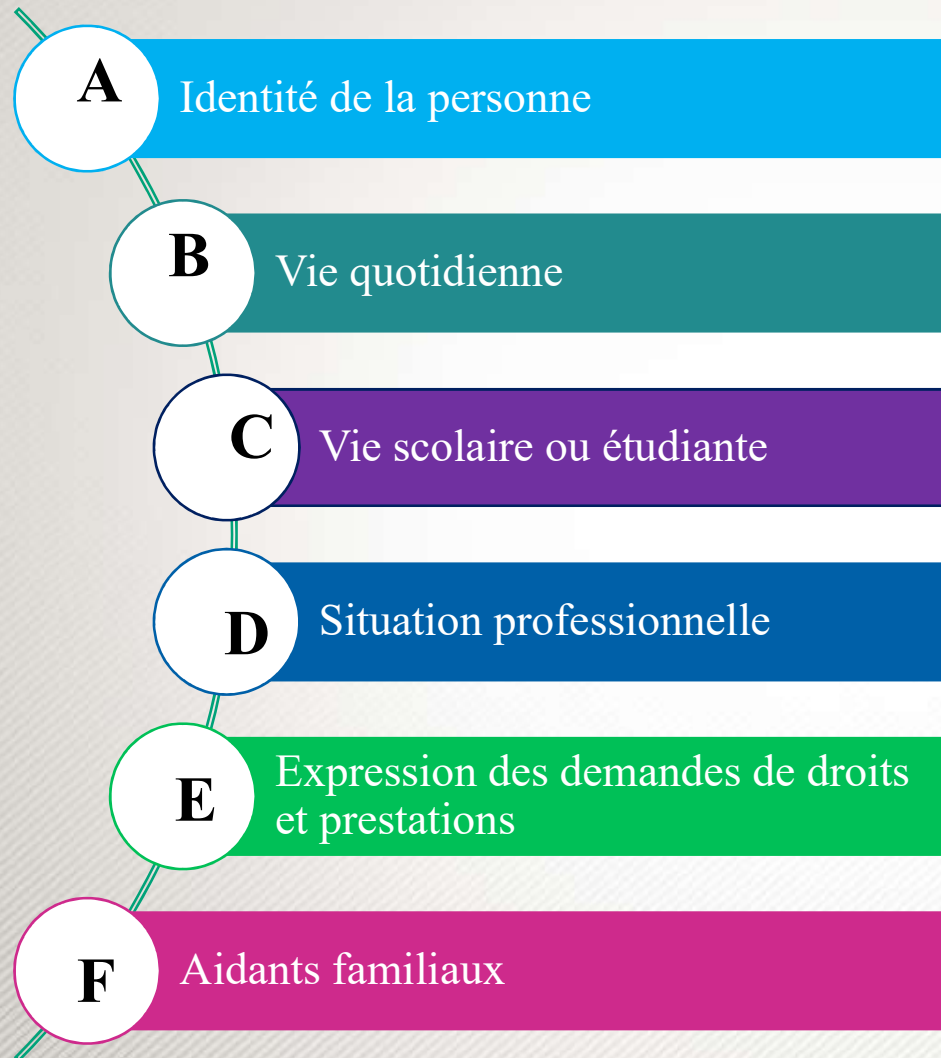 A
Identité de la personne
B
Vie quotidienne
C
Vie scolaire ou étudiante
D
Situation professionnelle
E
Expression des demandes de droits
et prestations
F
Aidants familiaux